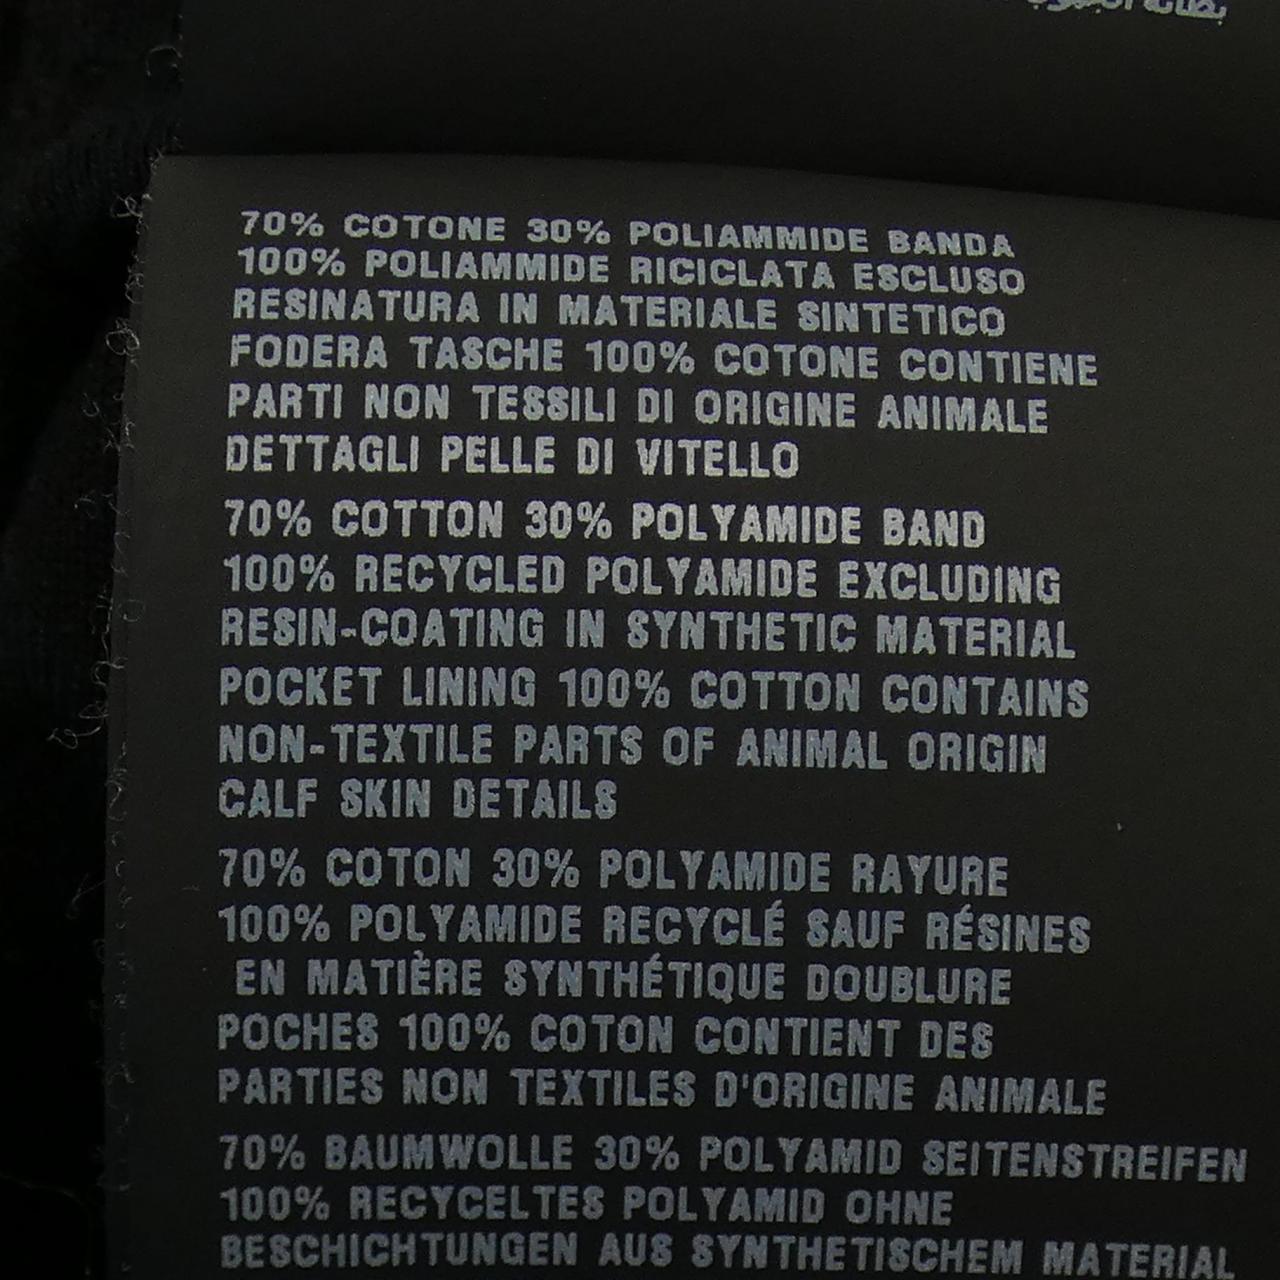 70% COTONE 30% POLIAMMIDE BANDA
100% POLIAMMIDE RICICLATA ESCLUSO
RESINATURA IN MATERIALE SINTETICO
FODERA TASCHE 100% COTONE CONTIENE
PARTI NON TESSILI DI ORIGINE ANIMALE
DETTAGLI PELLE DI VITELLO
70% COTTON 30% POLYAMIDE BAND
100% RECYCLED POLYAMIDE EXCLUDING
RESIN-COATING IN SYNTHETIC MATERIAL
POCKET LINING 100% COTTON CONTAINS
NON-TEXTILE PARTS OF ANIMAL ORIGIN
CALF SKIN DETAILS
70% COTON 30% POLYAMIDE RAYURE
100% POLYAMIDE RECYCLÉ SAUF RÉSINES
EN MATIÈRE SYNTHÉTIQUE DOUBLURE
POCHES 100% COTON CONTIENT DES
PARTIES NON TEXTILES D'ORIGINE ANIMALE
70% BAUMWOLLE 30% POLYAMID SEITENSTREIFEN
100% RECYCELTES POLYAMID OHNE
BESCHICHTUNGEN AUS SYNTHETISCHEM MATERIAL